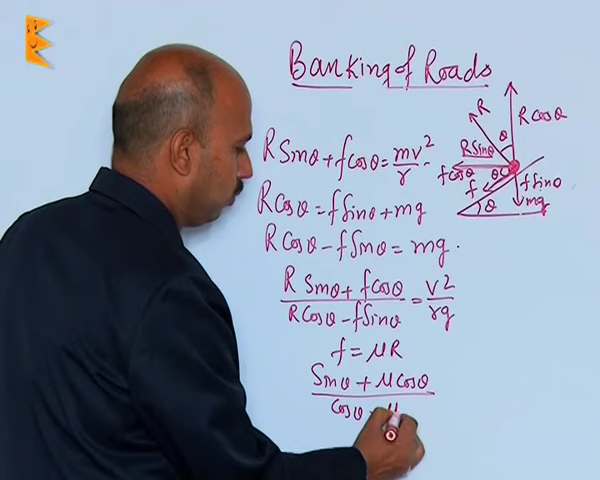 Banking of Roads
R Sinθ + f cosθ = mv²/r
R Cosθ = f Sinθ + mg
R Cosθ - f Sinθ = mg.
R Sinθ + f cosθ / R Cosθ - f Sinθ = v²/rg
f = μR
Sinθ + μ Cosθ / Cosθ - μ
R
θ
R Cosθ
R Sinθ
f cosθ
θ
f
f Sinθ
mg
θ